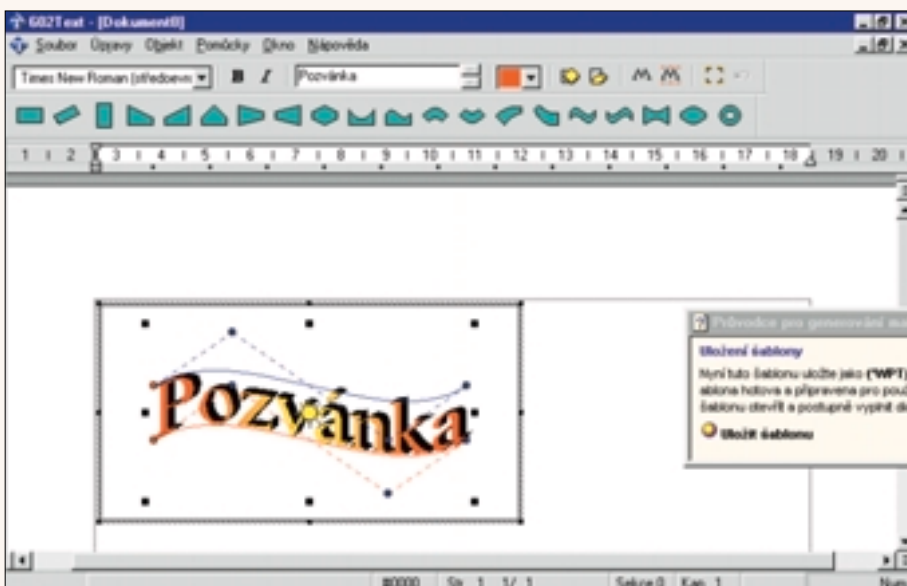 602Text - [Dokument0]
Soubor Úpravy Objekt Pomůcky Okno Nápověda
Times New Roman (středoevr B I Pozvánka
1 2 3 4 5 6 7 8 9 10 11 12 13 14 15 16 17 18 19 20
Průvodce pro generování
Uložení šablony
Nyní tuto šablonu uložte jako (*WPT)
ablona hotova a připravena pro použ
šablonu otevřít a postupně vyplnit
Uložit šablonu
Pozvánka
#0000 Str. 1 1/ 1 Sekce 0 Kap. 1 Num